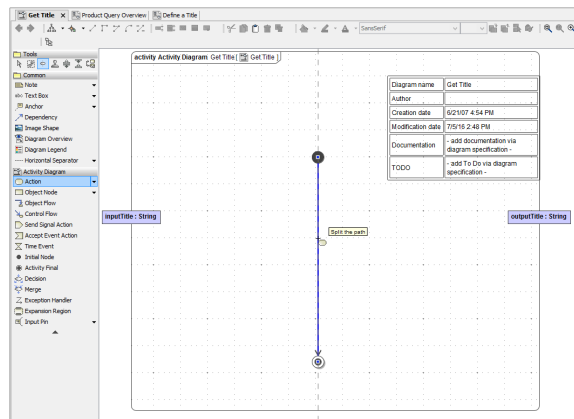 Get Title
Product Query Overview
Define a Title
SansSerif
Tools
Common
Note
abc Text Box
Anchor
Dependency
Image Shape
Diagram Overview
Diagram Legend
Horizontal Separator
Activity Diagram
Action
Object Node
Object Flow
Control Flow
Send Signal Action
Accept Event Action
Time Event
Initial Node
Activity Final
Decision
Merge
Exception Handler
Expansion Region
Input Pin
activity Activity Diagram Get Title [ Get Title ]
Diagram name Get Title
Author
Creation date 6/21/07 4:54 PM
Modification date 7/5/16 2:48 PM
Documentation - add documentation via
diagram specification -
TODO - add To Do via diagram
specification -
inputTitle : String
outputTitle : String
Split the path